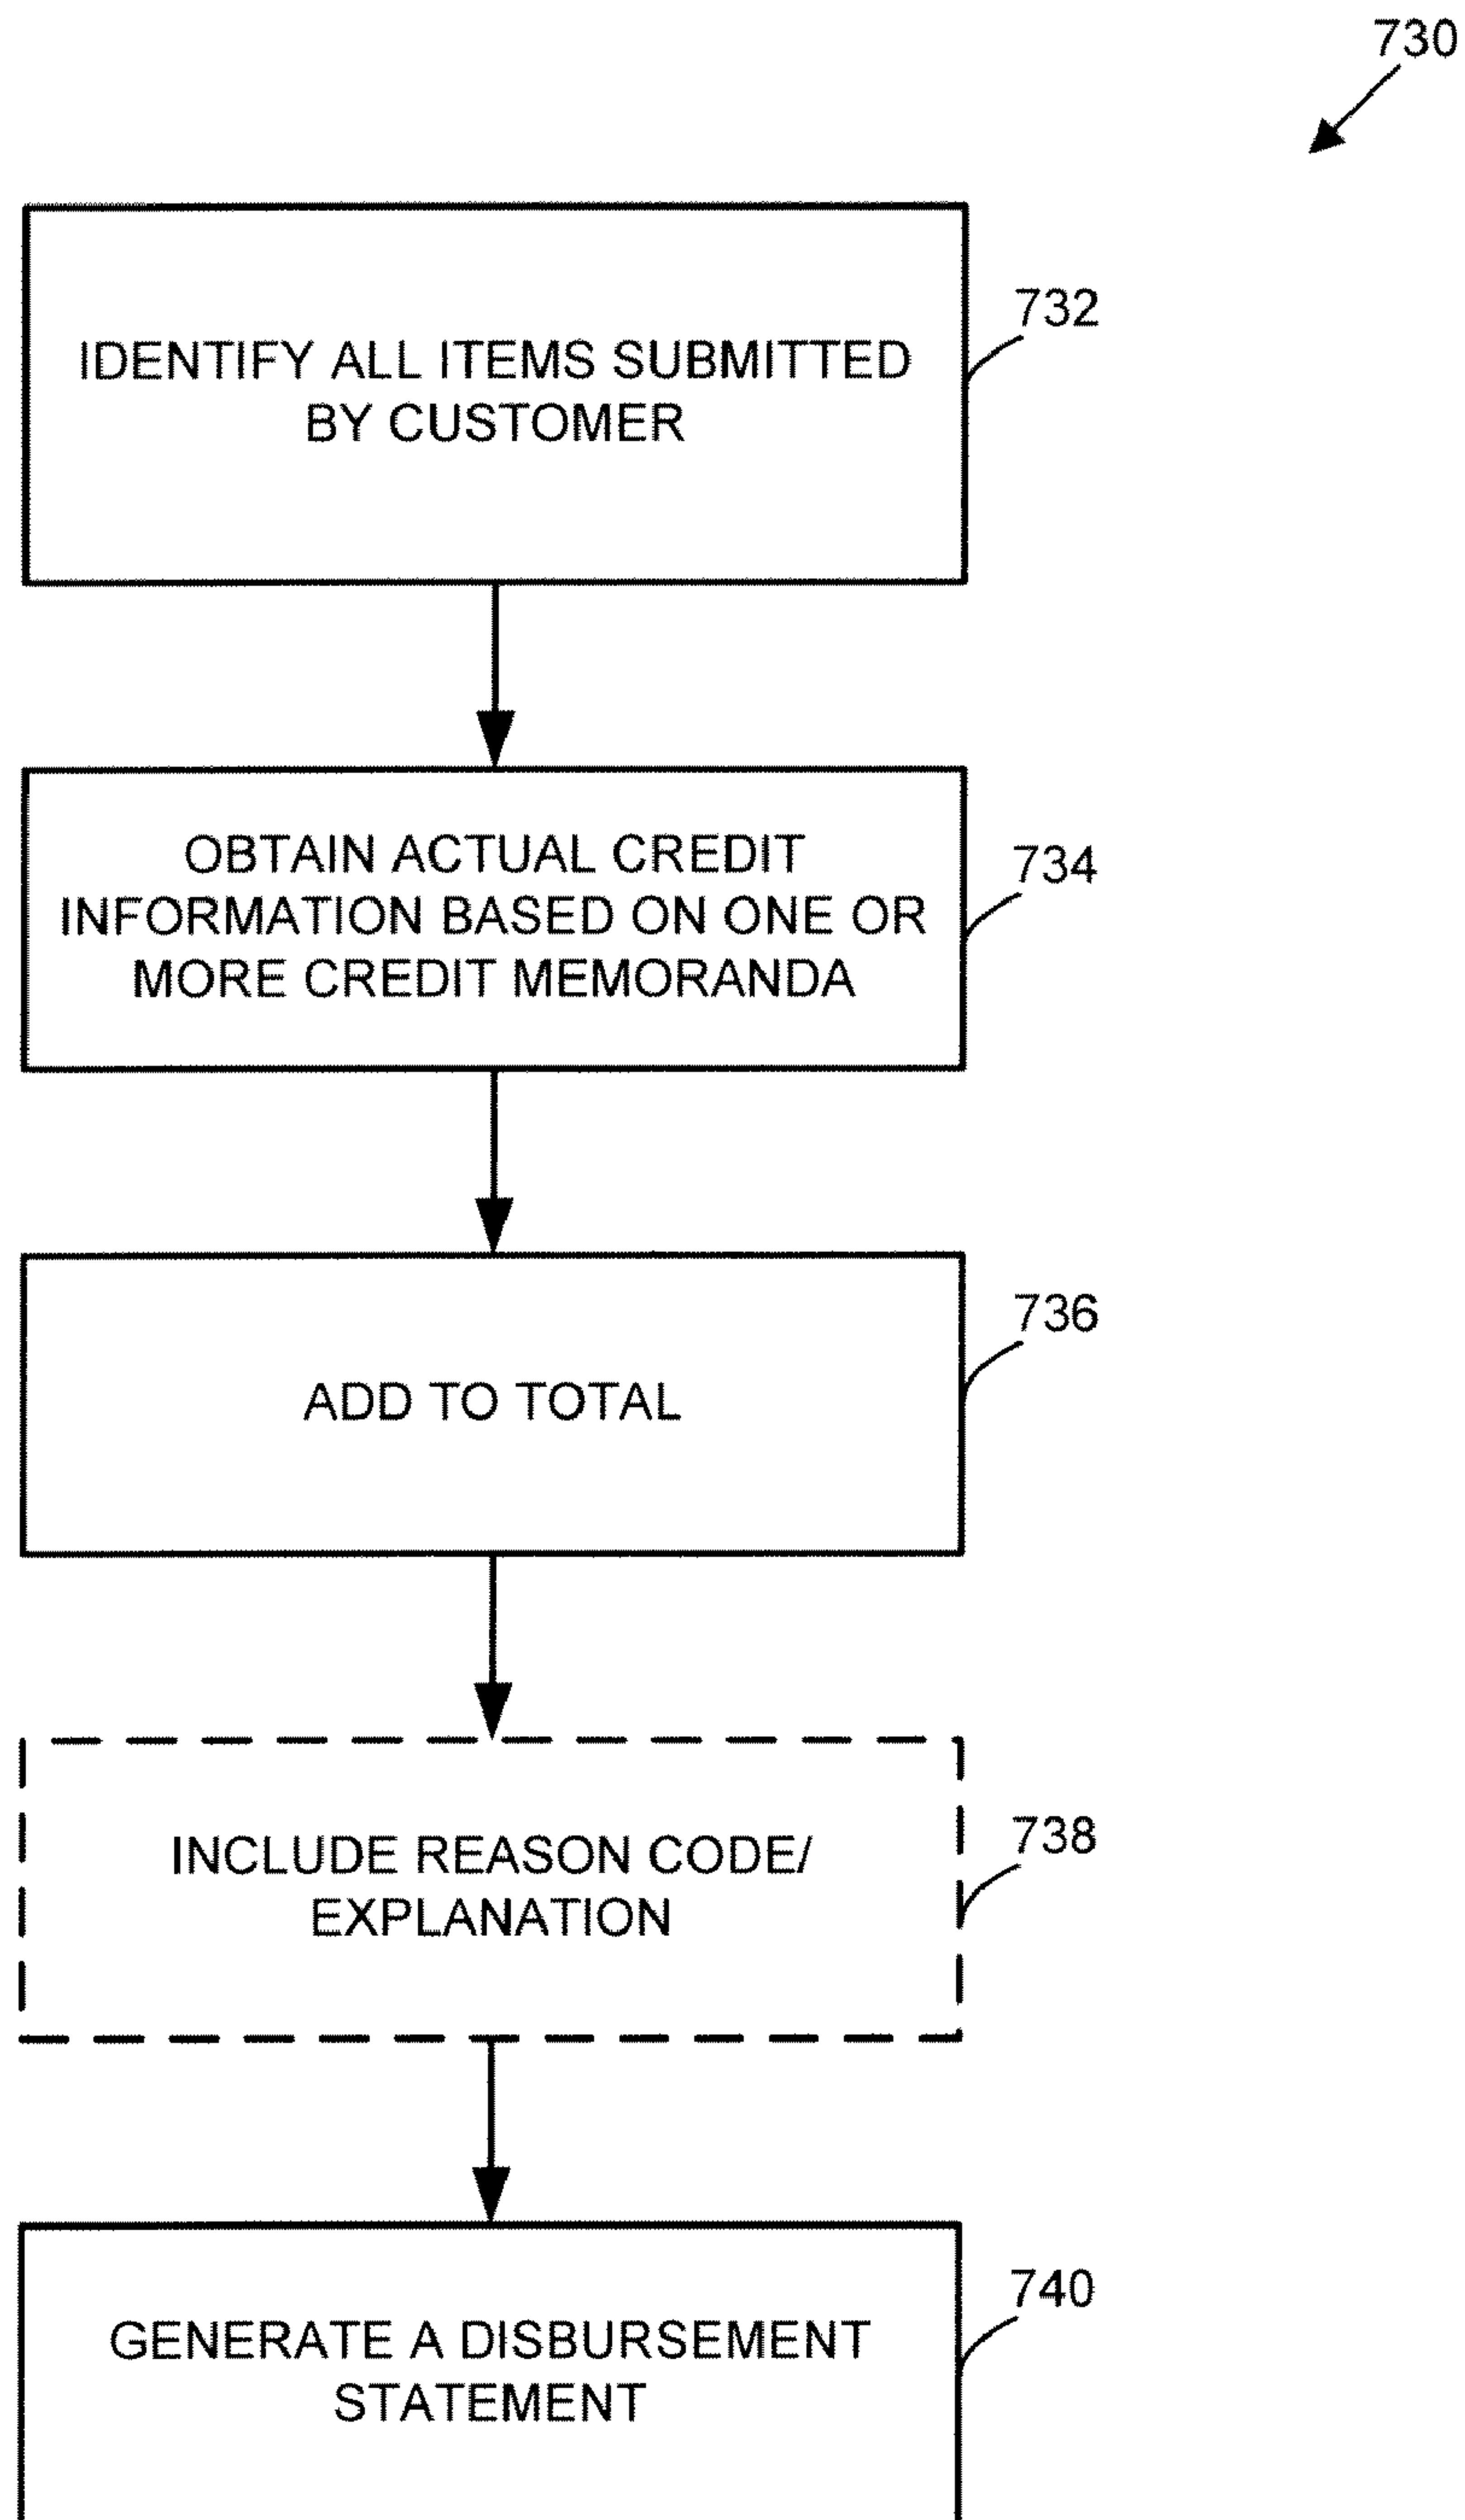 730
732
IDENTIFY ALL ITEMS SUBMITTED
BY CUSTOMER
734
OBTAIN ACTUAL CREDIT
INFORMATION BASED ON ONE OR
MORE CREDIT MEMORANDA
736
ADD TO TOTAL
738
INCLUDE REASON CODE/
EXPLANATION
740
GENERATE A DISBURSEMENT
STATEMENT